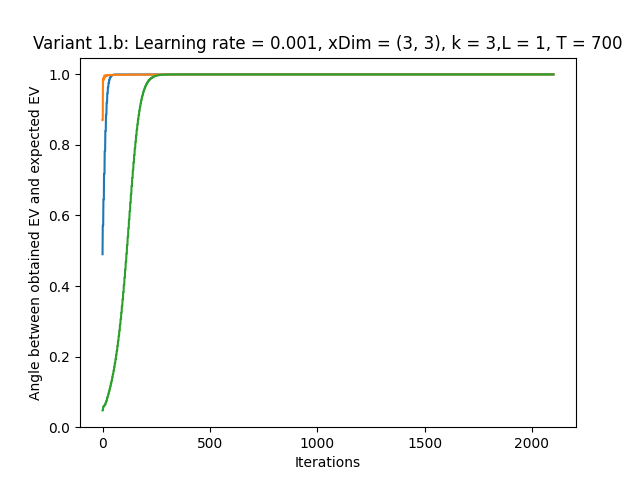 Variant 1.b: Learning rate = 0.001, xDim = (3, 3), k = 3,L = 1, T = 700
1.0
0.8
0.6
0.4
0.2
0.0
Angle between obtained EV and expected EV
0 500 1000 1500 2000
Iterations